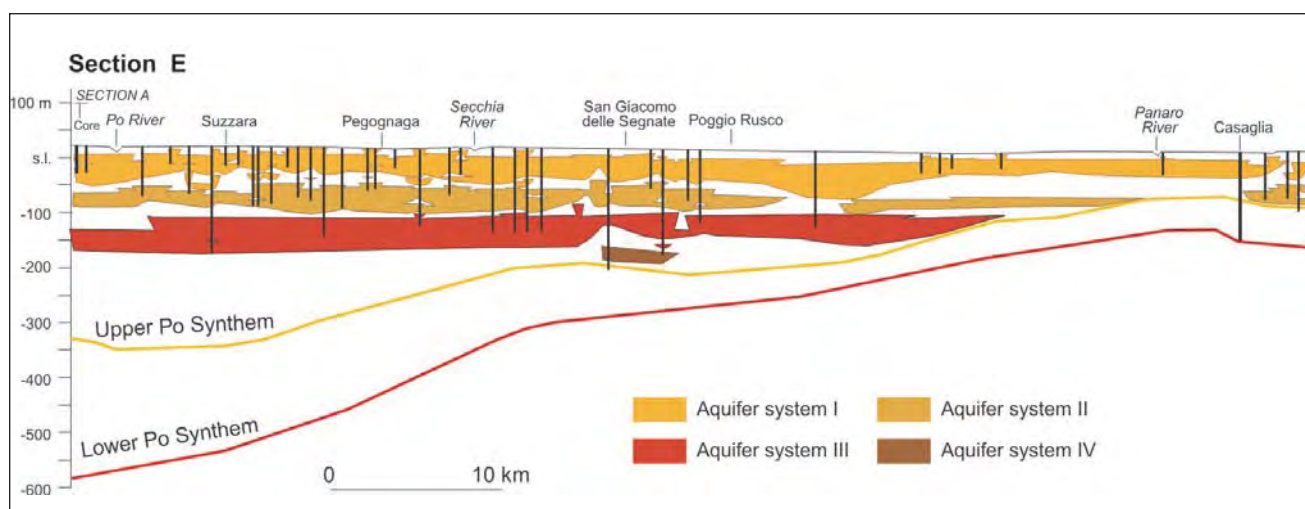 Section E
SECTION A
100 m
Core
Po River
Suzzara
Pegognaga
Secchia
River
San Giacomo
delle Segnate
Poggio Rusco
Panaro
River
Casaglia
s.l.
-100
-200
-300
-400
-500
-600
Upper Po Synthem
Lower Po Synthem
Aquifer system I
Aquifer system II
Aquifer system III
Aquifer system IV
0
10 km